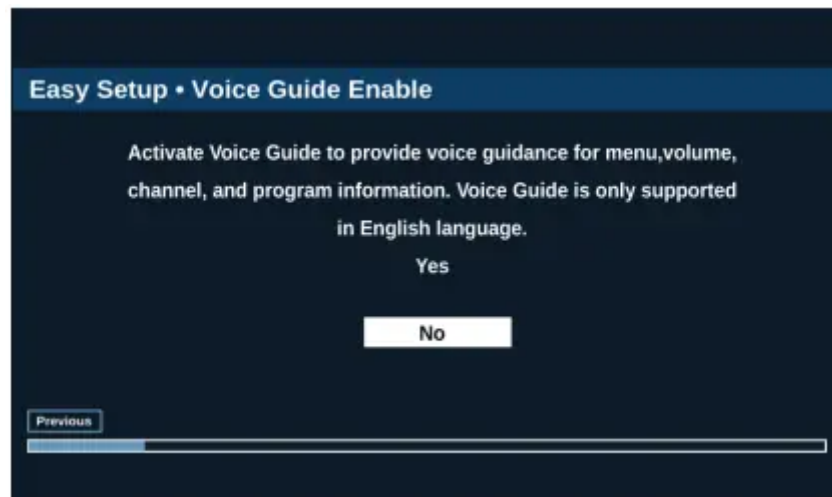 Easy Setup • Voice Guide Enable
Activate Voice Guide to provide voice guidance for menu,volume,
channel, and program information. Voice Guide is only supported
in English language.
Yes
No
Previous